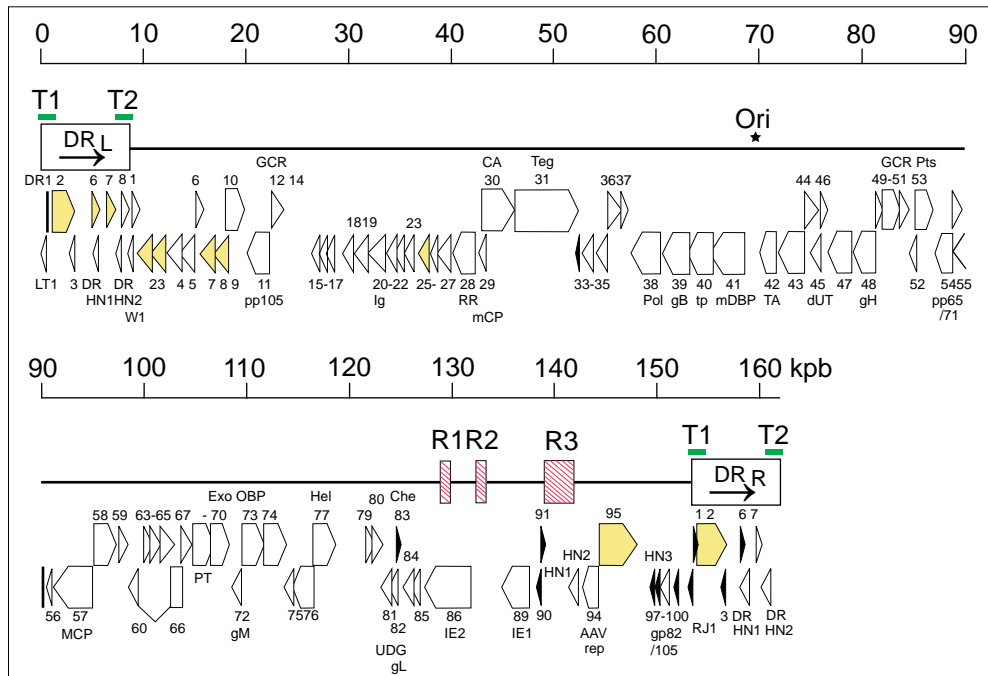 0 10 20 30 40 50 60 70 80 90
T1 T2 Ori
DR L
GCR CA Teg GCR Pts
DR1 2 6 7 8 1 6 10 12 14 30 31 3637 44 46 49-51 53
1819 23
LT1 3 DR DR 23 4 5 7 8 9 11 15-17 20-22 25- 27 28 29 33-35 38 39 40 41 42 43 45 47 48 52 5455
HN1 HN2 pp105 Ig RR Pol gB tp mDBP TA dUT gH pp65
W1 mCP /71
90 100 110 120 130 140 150 160 kpb
R1 R2 R3 T1 T2
DR R
Exo OBP Hel 80 Che
58 59 63-65 67 - 70 73 74 77 79 83 91 95 1 2 6 7
PT 84 HN1 HN2 HN3
56 57 60 66 72 7576 81 85 86 89 90 94 97-100 3 DR DR
82
MCP gM IE2 IE1 AAV gp82 RJ1 HN1 HN2
UDG rep /105
gL